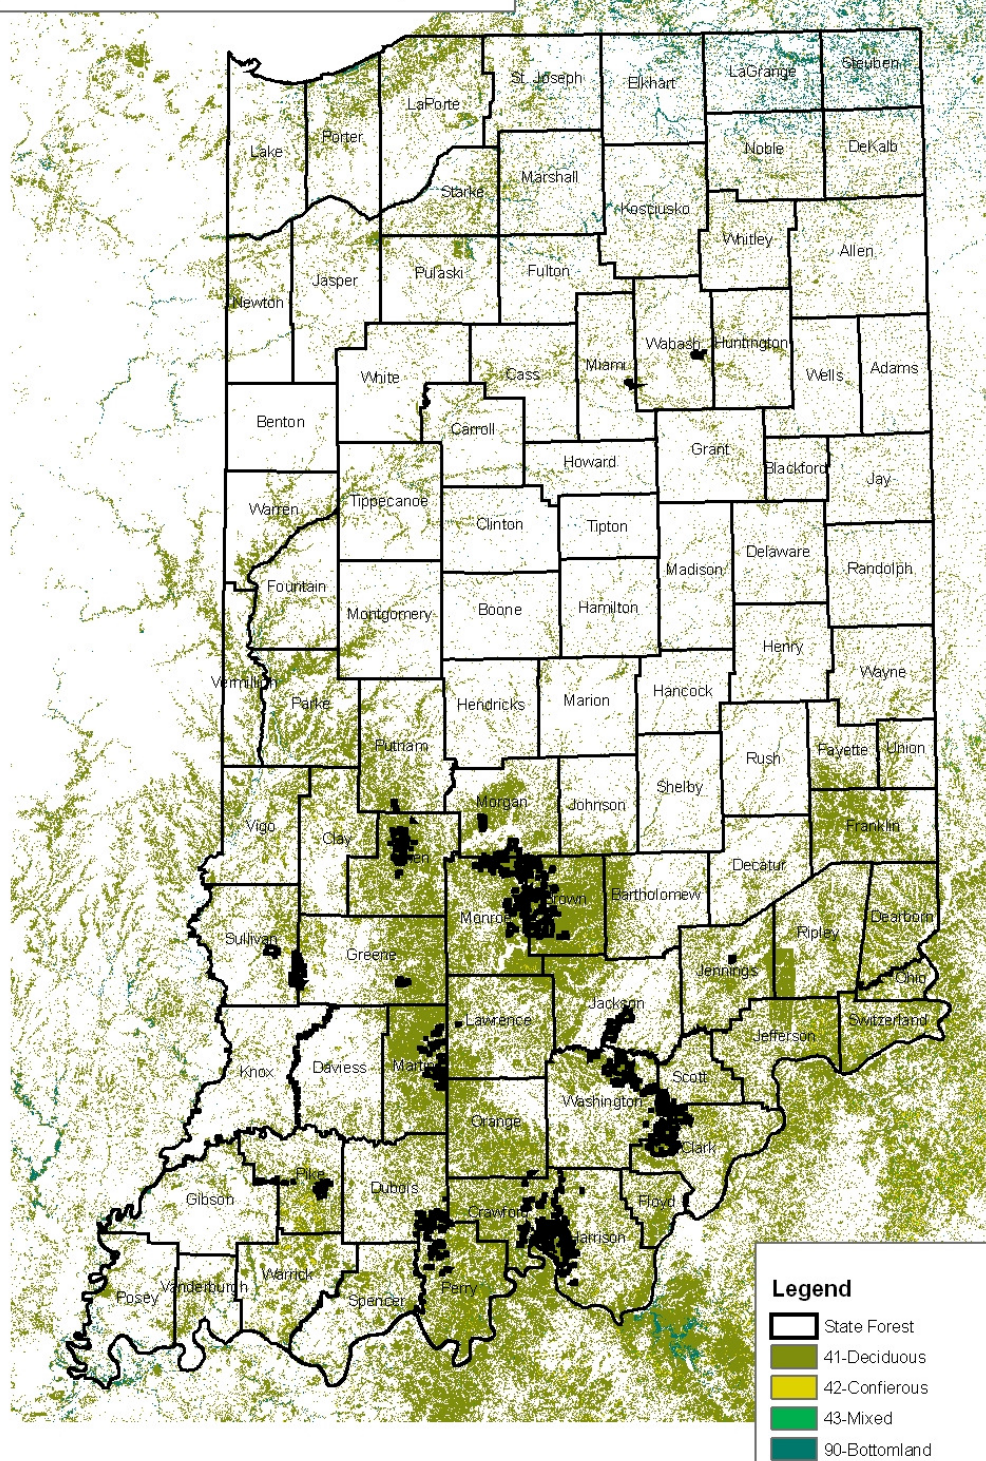 St. Joseph
Elkhart
LaGrange
Steuben
LaPorte
Porter
Lake
Noble
DeKalb
Starke
Marshall
Kosciusko
Whitley
Allen
Newton
Jasper
Pulaski
Fulton
White
Cass
Miami
Wabash
Huntington
Wells
Adams
Benton
Carroll
Howard
Grant
Blackford
Jay
Warren
Tippecanoe
Clinton
Tipton
Madison
Delaware
Randolph
Fountain
Montgomery
Boone
Hamilton
Henry
Wayne
Vermillion
Parke
Putnam
Hendricks
Marion
Hancock
Rush
Fayette
Union
Vigo
Clay
Morgan
Johnson
Shelby
Franklin
Decatur
Monroe
Brown
Bartholomew
Ripley
Dearborn
Sullivan
Greene
Jennings
Ohio
Jackson
Lawrence
Jefferson
Switzerland
Knox
Daviess
Martin
Scott
Washington
Orange
Clark
Pike
Gibson
Dubois
Crawford
Floyd
Harrison
Posey
Vanderburgh
Warrick
Spencer
Perry
Legend
State Forest
41-Deciduous
42-Confierous
43-Mixed
90-Bottomland